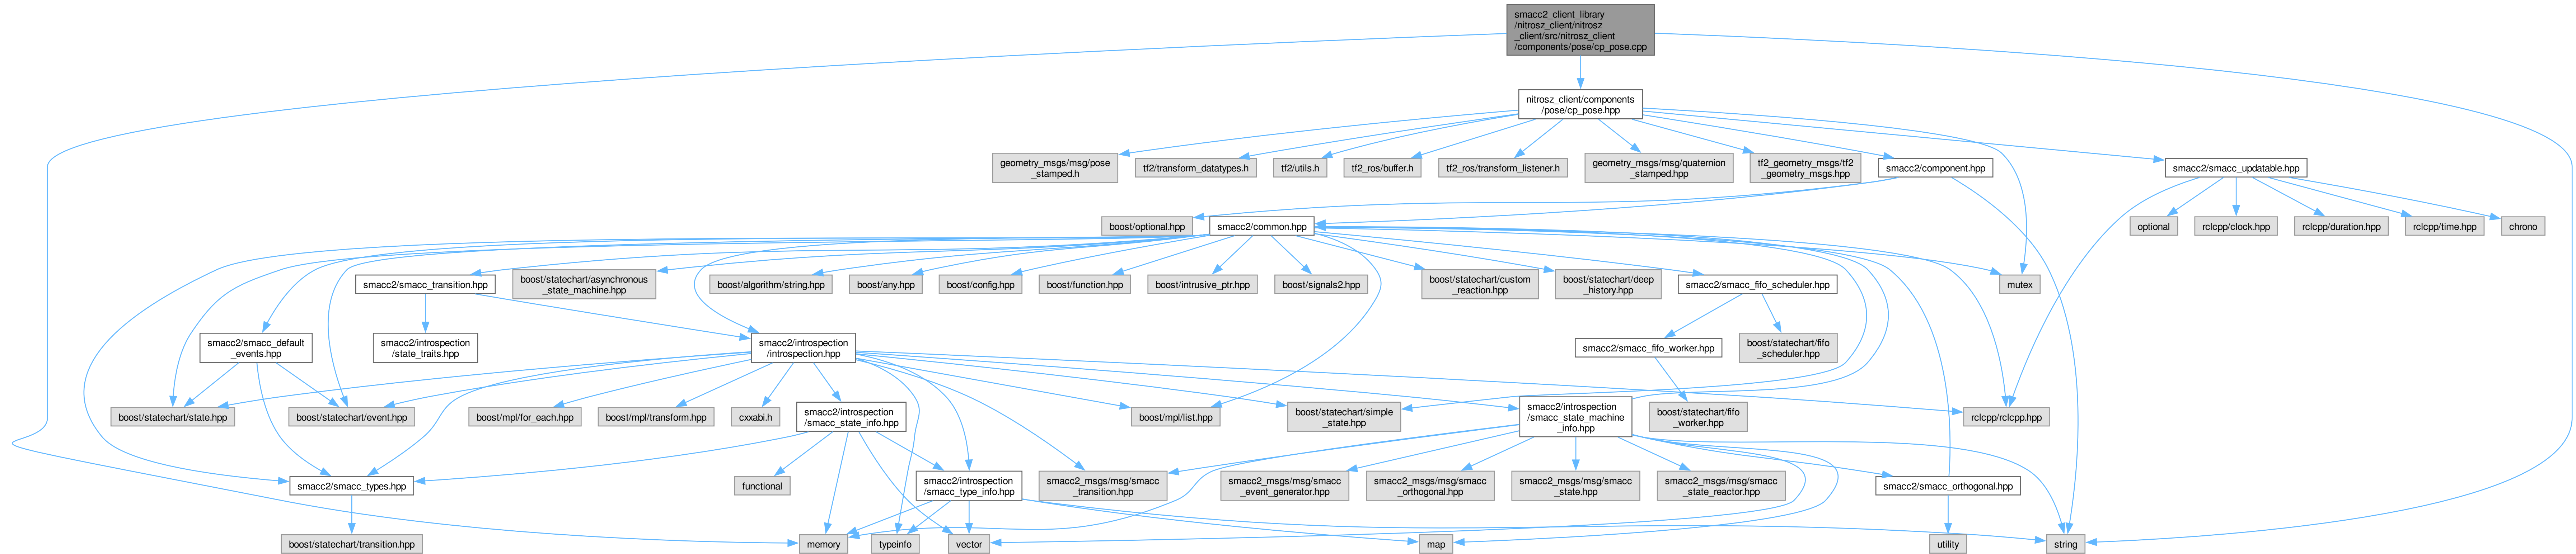 smacc2_client_library
/nitrosz_client/nitrosz
_client/src/nitrosz_client
/components/pose/cp_pose.cpp
nitrosz_client/components
/pose/cp_pose.hpp
geometry_msgs/msg/pose
_stamped.h
tf2/transform_datatypes.h
tf2/utils.h
tf2_ros/buffer.h
tf2_ros/transform_listener.h
geometry_msgs/msg/quaternion
_stamped.hpp
tf2_geometry_msgs/tf2
_geometry_msgs.hpp
smacc2/component.hpp
smacc2/smacc_updatable.hpp
boost/optional.hpp
smacc2/common.hpp
optional
rclcpp/clock.hpp
rclcpp/duration.hpp
rclcpp/time.hpp
chrono
smacc2/smacc_transition.hpp
boost/statechart/asynchronous
_state_machine.hpp
boost/algorithm/string.hpp
boost/any.hpp
boost/config.hpp
boost/function.hpp
boost/intrusive_ptr.hpp
boost/signals2.hpp
boost/statechart/custom
_reaction.hpp
boost/statechart/deep
_history.hpp
smacc2/smacc_fifo_scheduler.hpp
mutex
smacc2/smacc_default
_events.hpp
smacc2/introspection
/state_traits.hpp
smacc2/introspection
/introspection.hpp
smacc2/smacc_fifo_worker.hpp
boost/statechart/fifo
_scheduler.hpp
boost/statechart/state.hpp
boost/statechart/event.hpp
boost/mpl/for_each.hpp
boost/mpl/transform.hpp
cxxabi.h
smacc2/introspection
/smacc_state_info.hpp
boost/mpl/list.hpp
boost/statechart/simple
_state.hpp
smacc2/introspection
/smacc_state_machine
_info.hpp
boost/statechart/fifo
_worker.hpp
rclcpp/rclcpp.hpp
smacc2/smacc_types.hpp
functional
smacc2/introspection
/smacc_type_info.hpp
smacc2_msgs/msg/smacc
_transition.hpp
smacc2_msgs/msg/smacc
_event_generator.hpp
smacc2_msgs/msg/smacc
_orthogonal.hpp
smacc2_msgs/msg/smacc
_state.hpp
smacc2_msgs/msg/smacc
_state_reactor.hpp
smacc2/smacc_orthogonal.hpp
boost/statechart/transition.hpp
memory
typeinfo
vector
map
utility
string